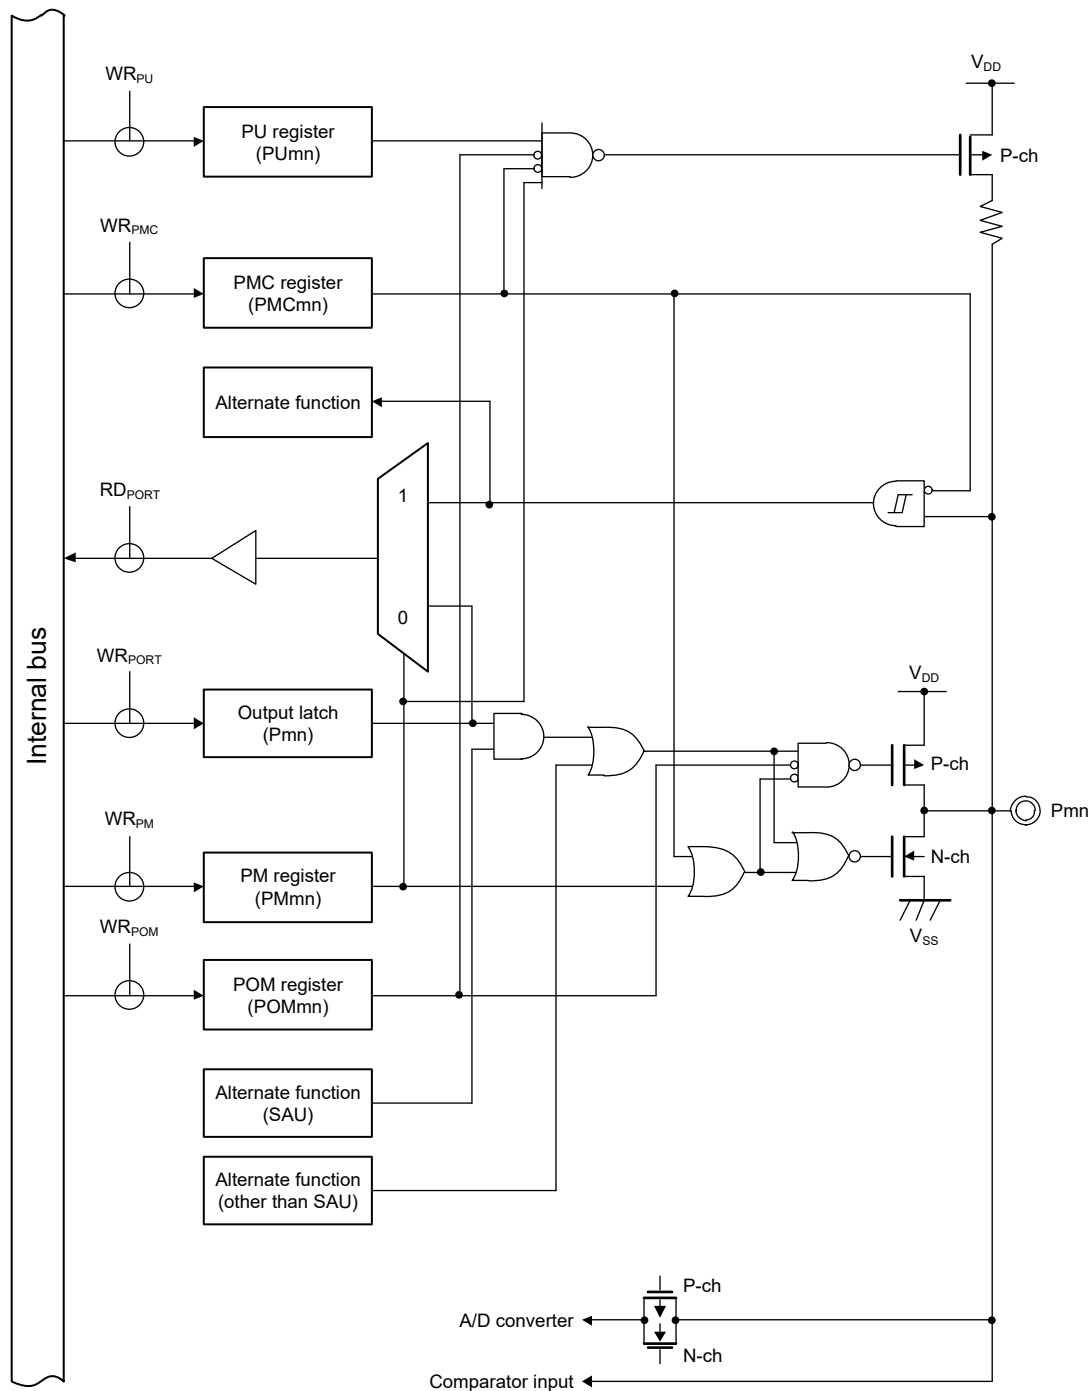 WRPU
VDD
PU register
(PUmn)
P-ch
WRPMC
PMC register
(PMCmn)
Alternate function
1
RDPORT
0
Internal bus
WRPORT
VDD
Output latch
(Pmn)
P-ch
Pmn
WRPM
N-ch
PM register
(PMmn)
WRPOM
VSS
POM register
(POMmn)
Alternate function
(SAU)
Alternate function
(other than SAU)
P-ch
A/D converter
N-ch
Comparator input